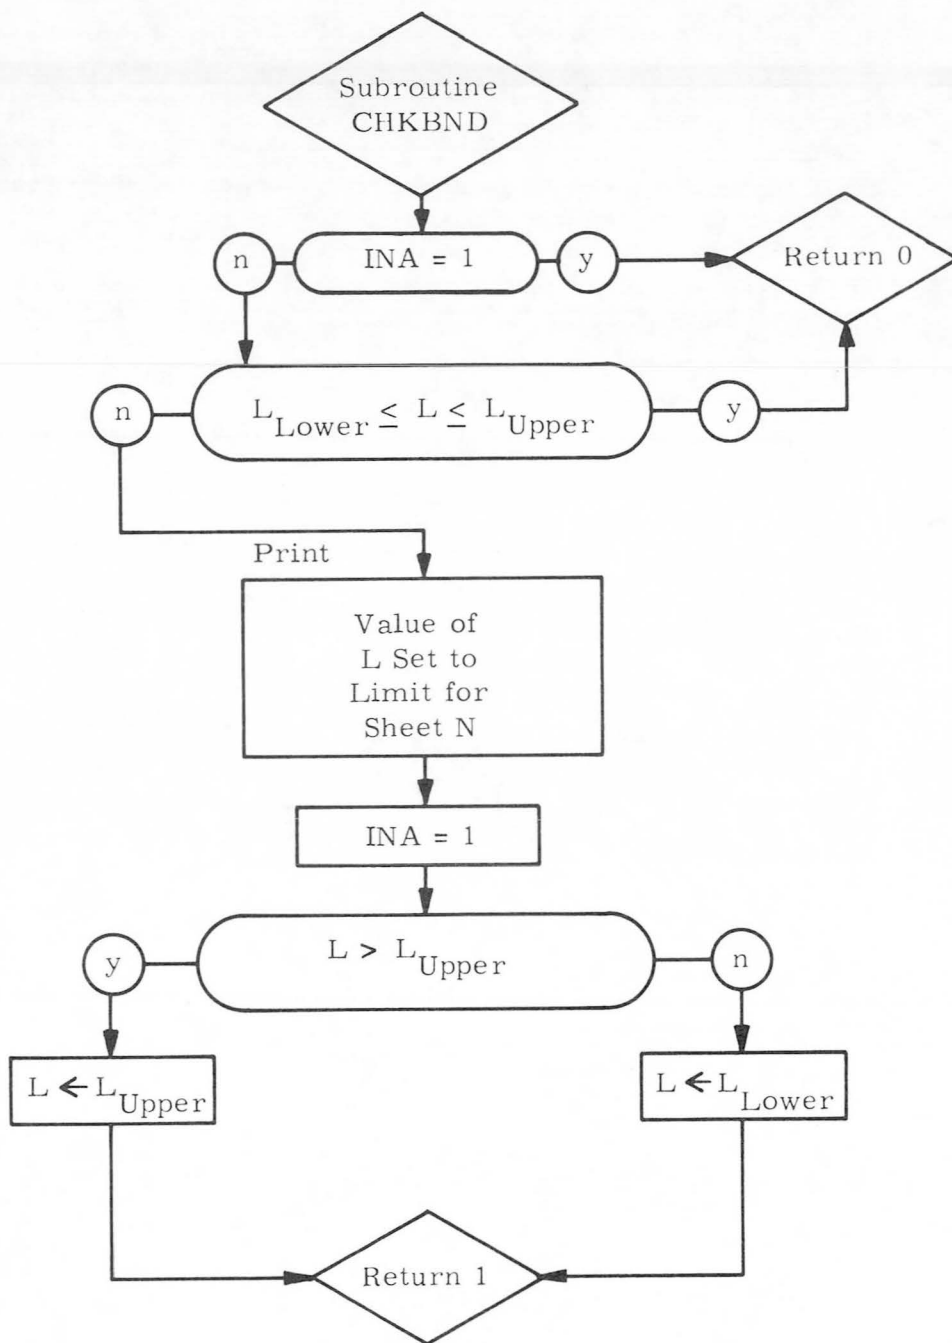 Subroutine
CHKBND
n
INA = 1
y
Return 0
n
L_Lower ≤ L ≤ L_Upper
y
Print
Value of
L Set to
Limit for
Sheet N
INA = 1
y
L > L_Upper
n
L ← L_Upper
L ← L_Lower
Return 1